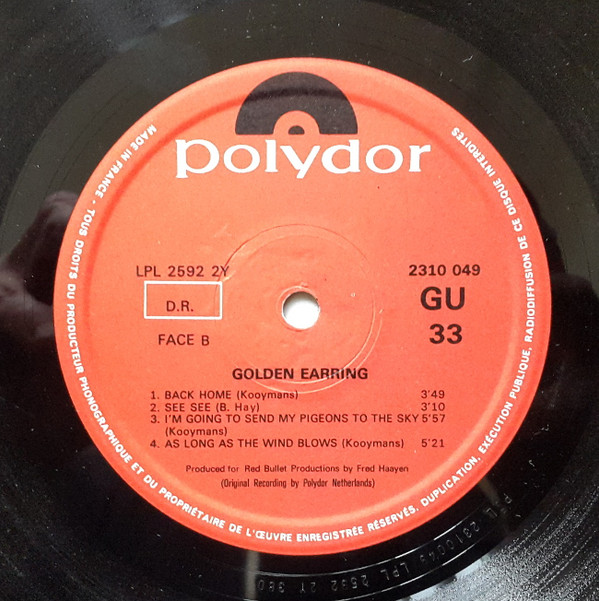 polydor
MADE IN FRANCE • TOUS DROITS DU PRODUCTEUR PHONOGRAPHIQUE ET DU PROPRIÉTAIRE DE L'ŒUVRE ENREGISTRÉE RÉSERVÉS. DUPLICATION, EXÉCUTION PUBLIQUE, RADIODIFFUSION DE CE DISQUE INTERDITES
LPL 2592 2Y
2310 049
D.R.
GU
FACE B
33
GOLDEN EARRING
1. BACK HOME (Kooymans) 3'49
2. SEE SEE (B. Hay) 3'10
3. I'M GOING TO SEND MY PIGEONS TO THE SKY 5'57
(Kooymans)
4. AS LONG AS THE WIND BLOWS (Kooymans) 5'21
Produced for Red Bullet Productions by Fred Haayen
(Original Recording by Polydor Netherlands)